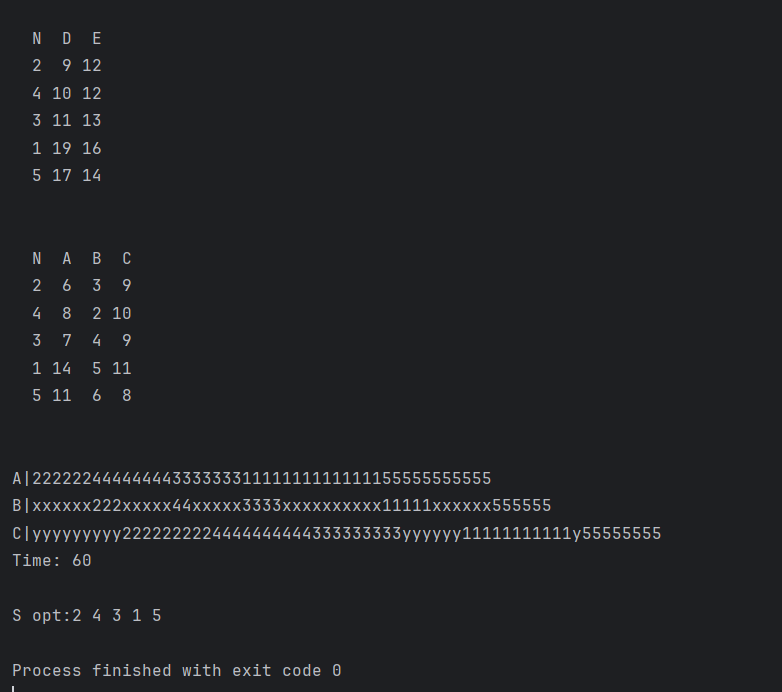 N D E
2 9 12
4 10 12
3 11 13
1 19 16
5 17 14
N A B C
2 6 3 9
4 8 2 10
3 7 4 9
1 14 5 11
5 11 6 8
A|2222224444444433333331111111111111155555555555
B|xxxxxx222xxxxx44xxxxx3333xxxxxxxxxx11111xxxxxx555555
C|yyyyyyyyy2222222224444444444333333333yyyyyy11111111111y55555555
Time: 60
S opt:2 4 3 1 5
Process finished with exit code 0